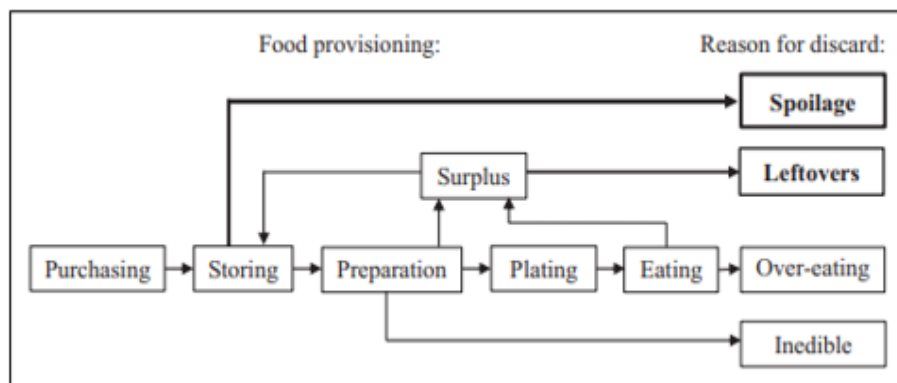 Food provisioning:
Reason for discard:
Spoilage
Surplus
Leftovers
Purchasing
Storing
Preparation
Plating
Eating
Over-eating
Inedible